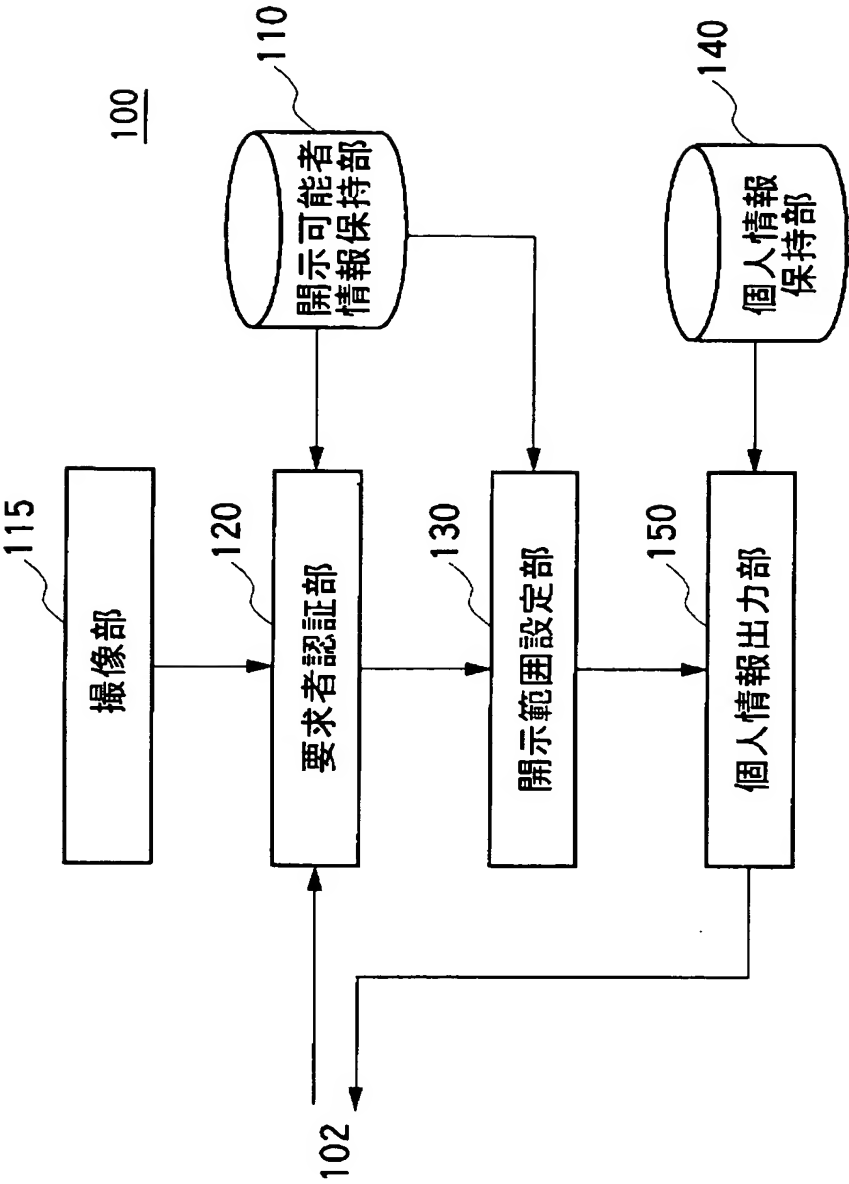 100
115
撮像部
110
開示可能者
情報保持部
120
要求者認証部
102
130
開示範囲設定部
140
個人情報
保持部
150
個人情報出力部